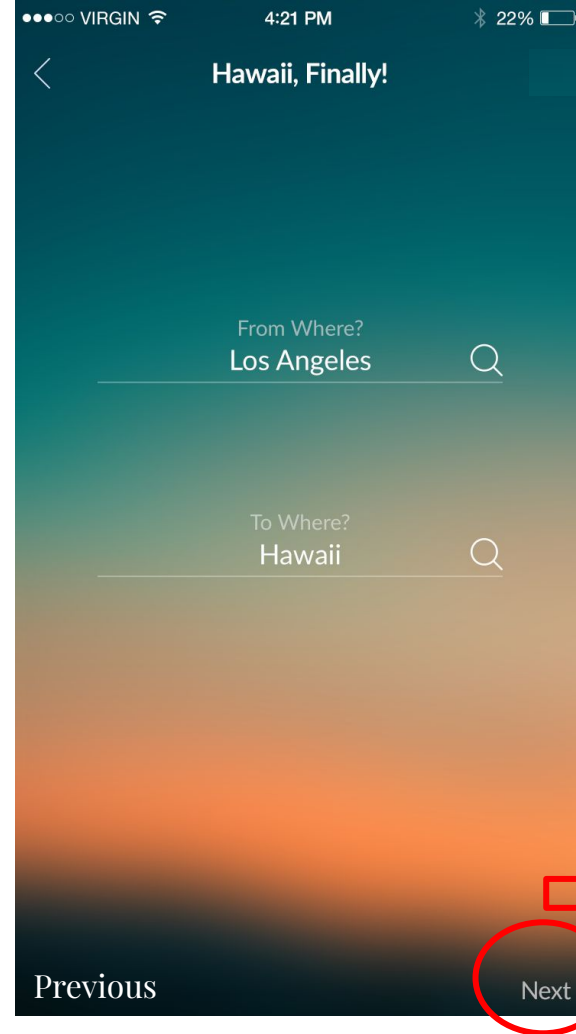 VIRGIN 4:21 PM 22%
Hawaii, Finally!
From Where?
Los Angeles
To Where?
Hawaii
Previous Next